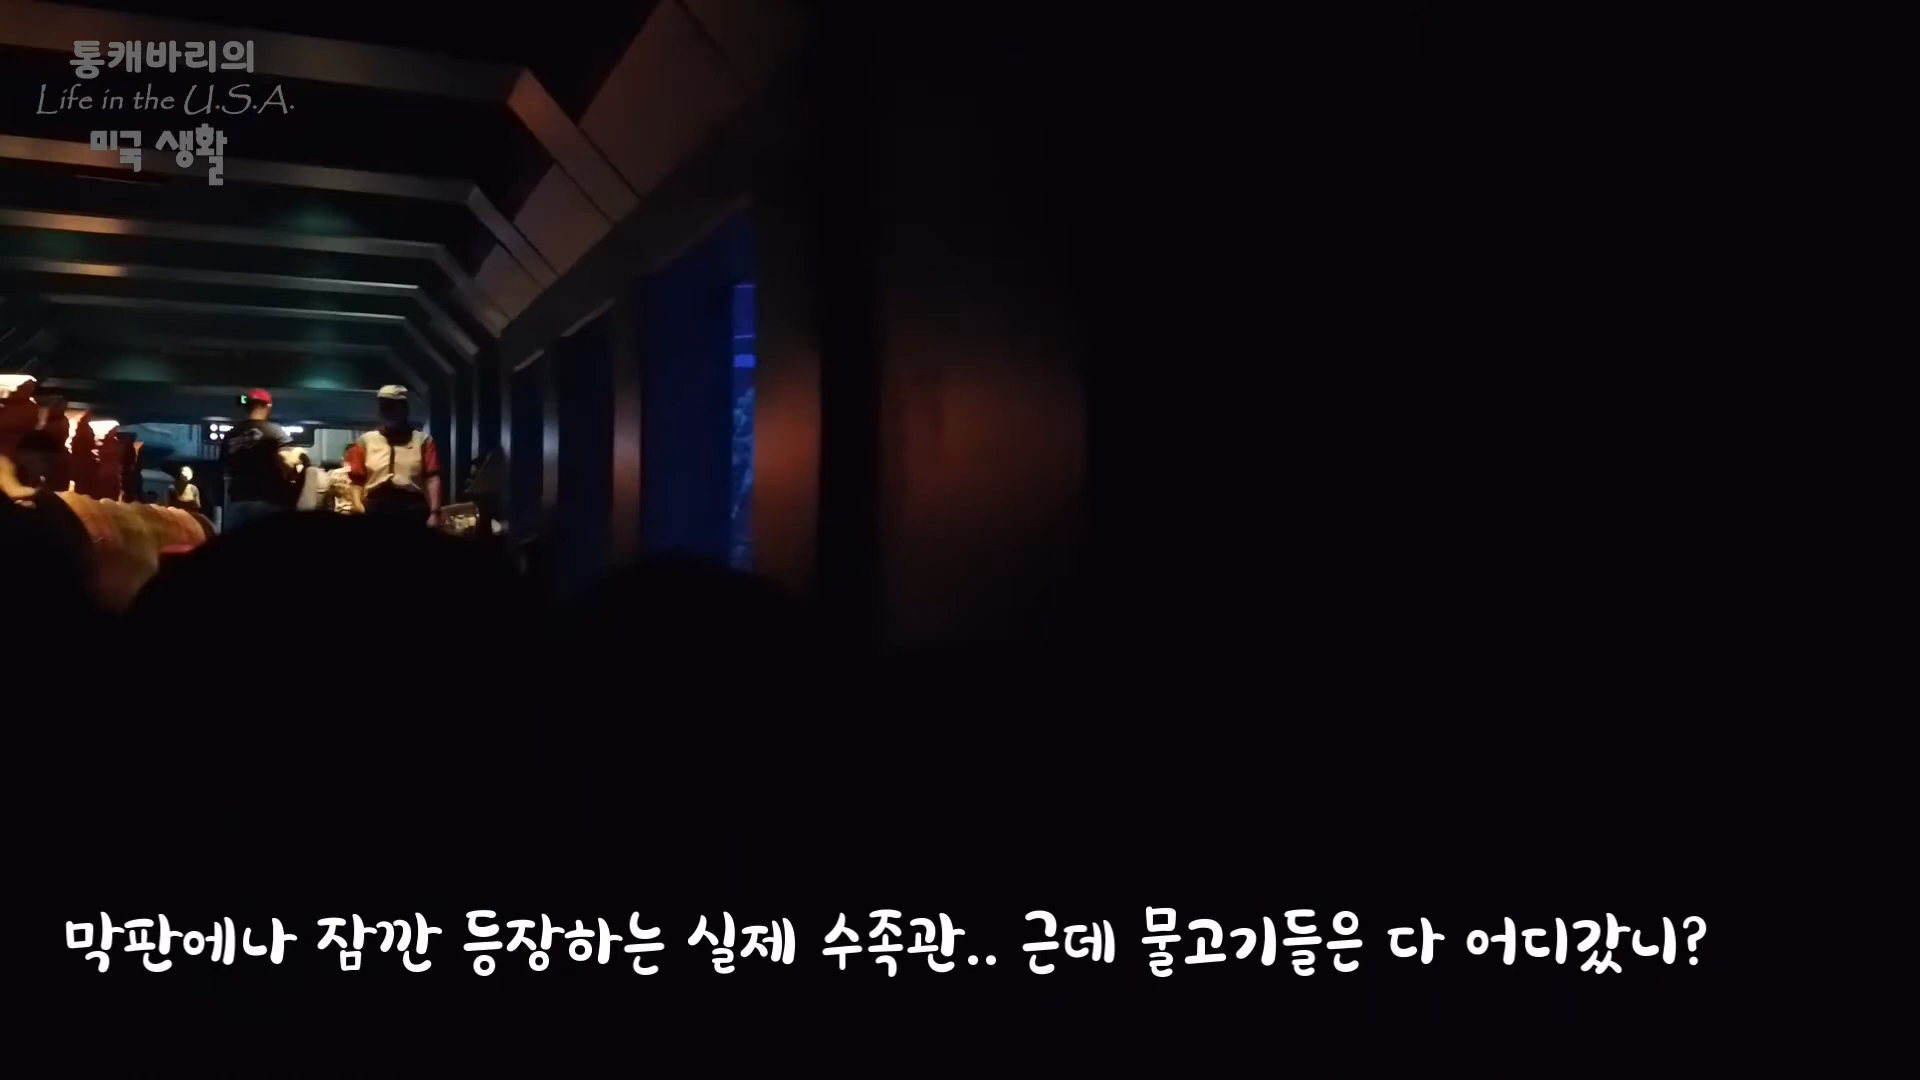 통캐바리의
Life in the U.S.A.
미국 생활
막판에나 잠깐 등장하는 실제 수족관.. 근데 물고기들은 다 어디갔니?